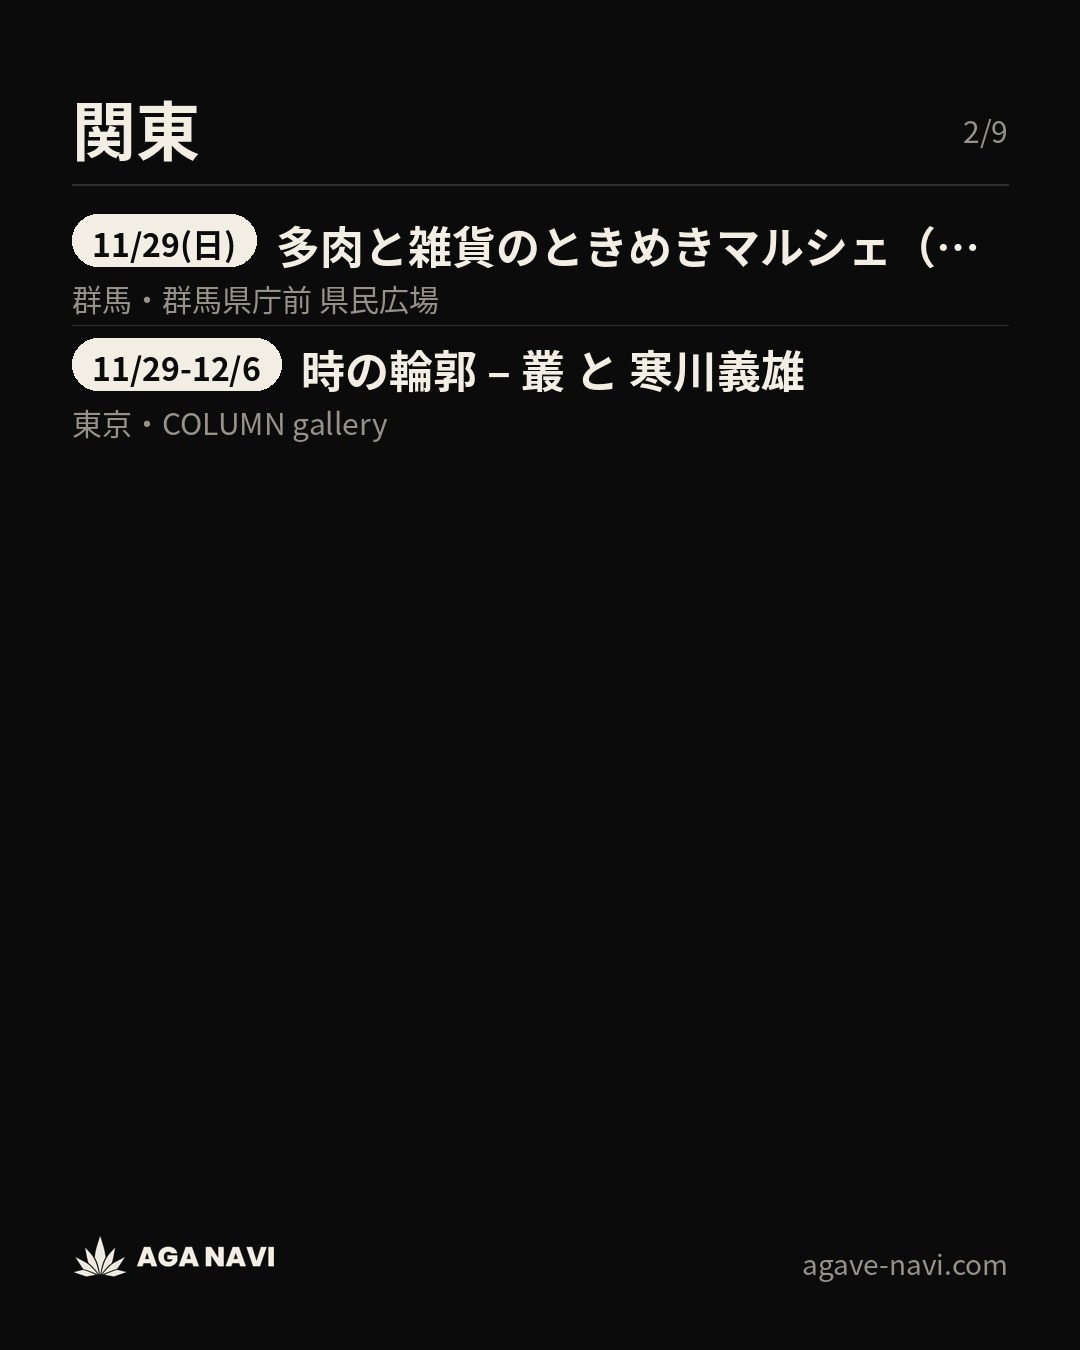 関東
2/9
11/29(日) 多肉と雑貨のときめきマルシェ（…
群馬・群馬県庁前 県民広場
11/29-12/6 時の輪郭 – 叢 と 寒川義雄
東京・COLUMN gallery
AGA NAVI
agave-navi.com